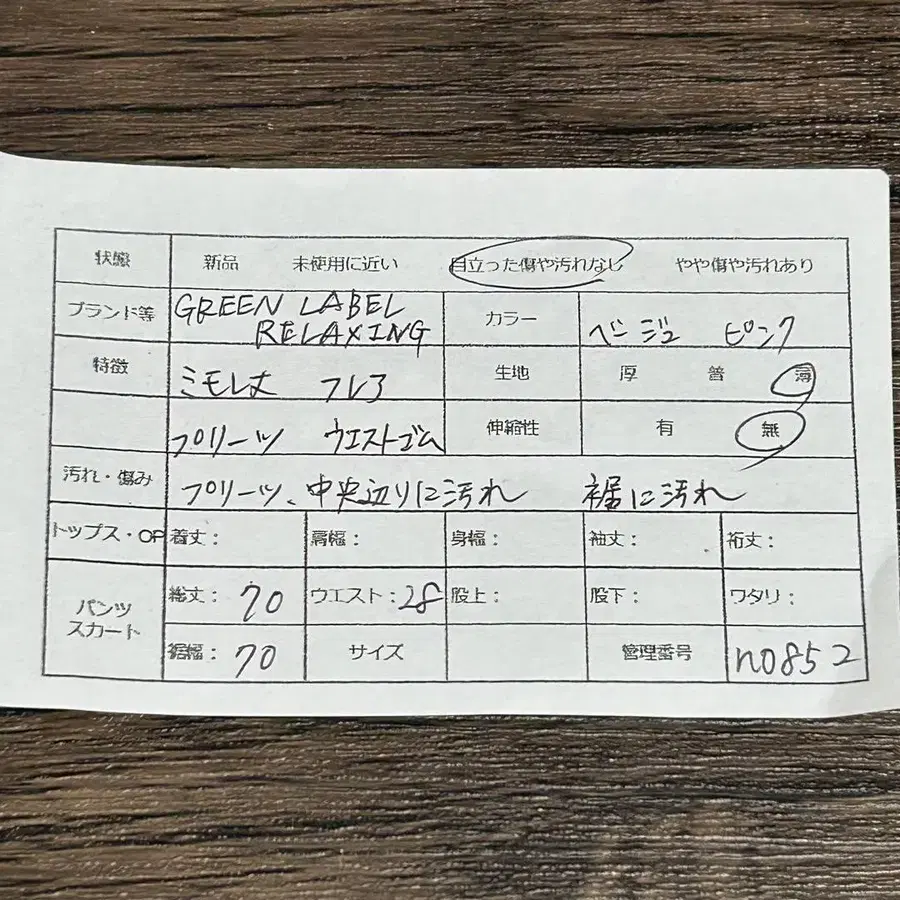 状態 新品 未使用に近い 目立った傷や汚れなし やや傷や汚れあり
ブランド等 GREEN LABEL RELAXING カラー ベージュ ピンク
特徴 ミモレ丈 フレア 生地 厚 普 薄
プリーツ ウエストゴム 伸縮性 有 無
汚れ・傷み プリーツ、中央辺りに汚れ 裾に汚れ
トップス・OP 着丈: 肩幅: 身幅: 袖丈: 裄丈:
パンツ スカート 総丈: 70 ウエスト: 28 股上: 股下: ワタリ:
裾幅: 70 サイズ 管理番号 n0852